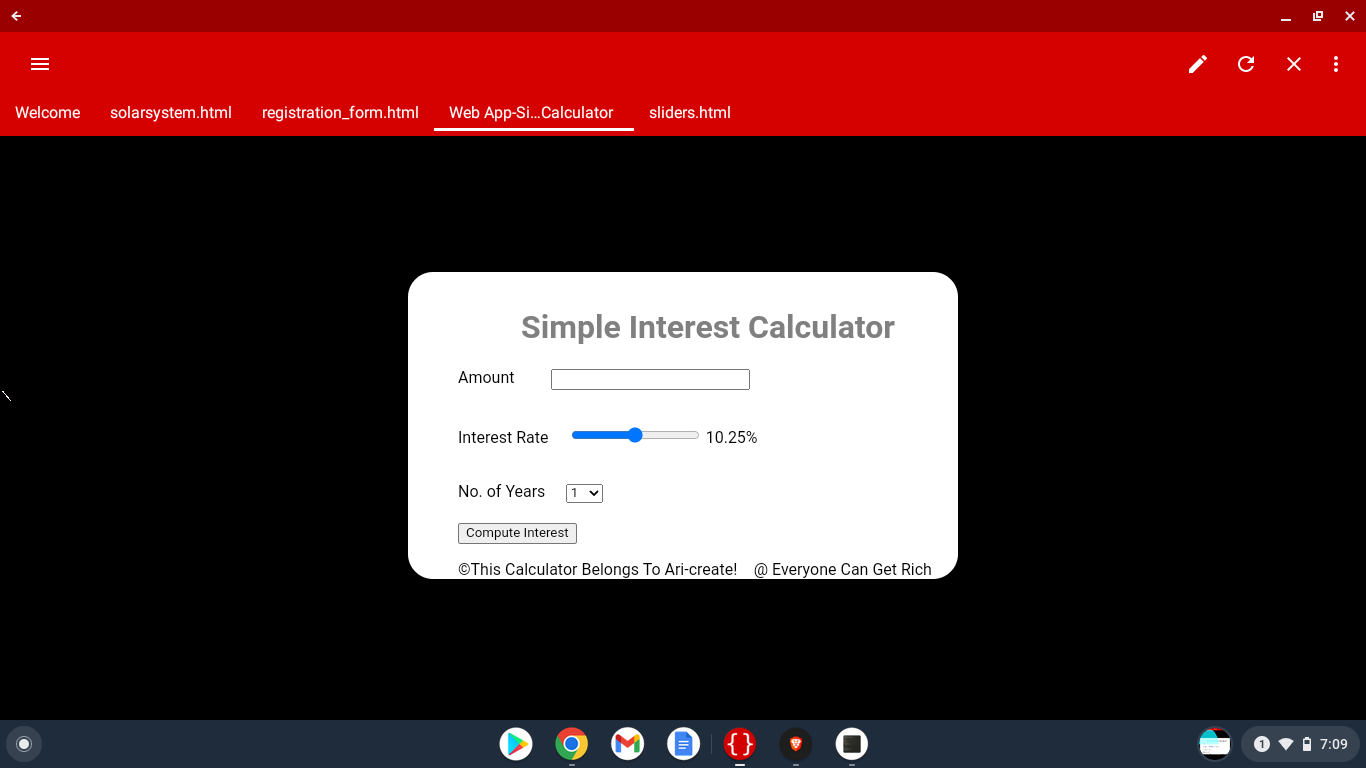 Welcome solarsystem.html registration_form.html Web App-Si...Calculator sliders.html
Simple Interest Calculator
Amount
Interest Rate 10.25%
No. of Years 1
Compute Interest
©This Calculator Belongs To Ari-create! @ Everyone Can Get Rich
1 7:09